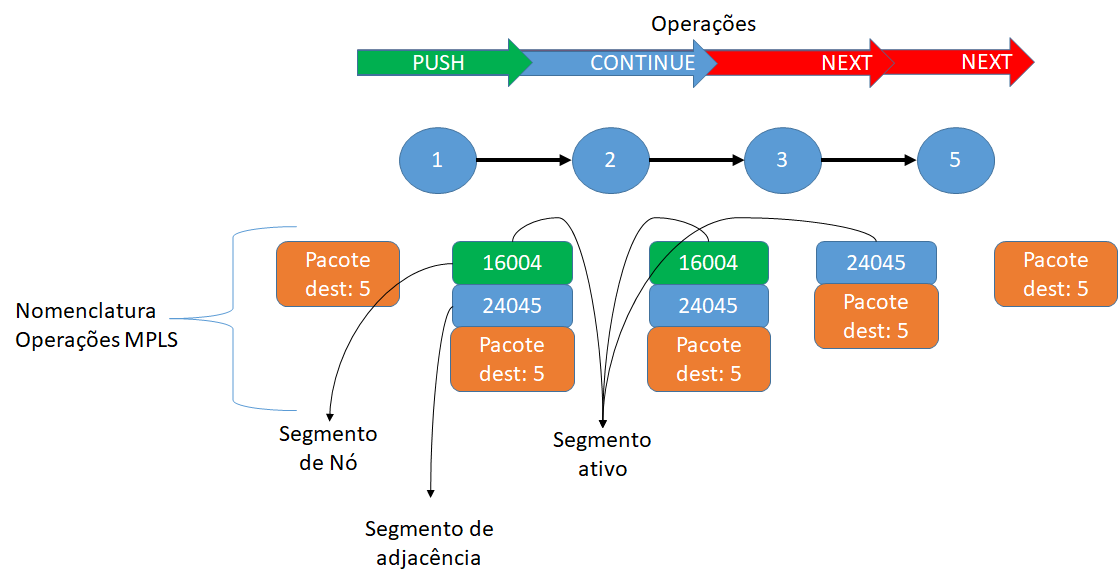 Operações
PUSH
CONTINUE
NEXT
NEXT
1
2
3
5
Nomenclatura
Operações MPLS
Pacote
dest: 5
16004
24045
Pacote
dest: 5
16004
24045
Pacote
dest: 5
24045
Pacote
dest: 5
Pacote
dest: 5
Segmento
de Nó
Segmento de
adjacência
Segmento
ativo